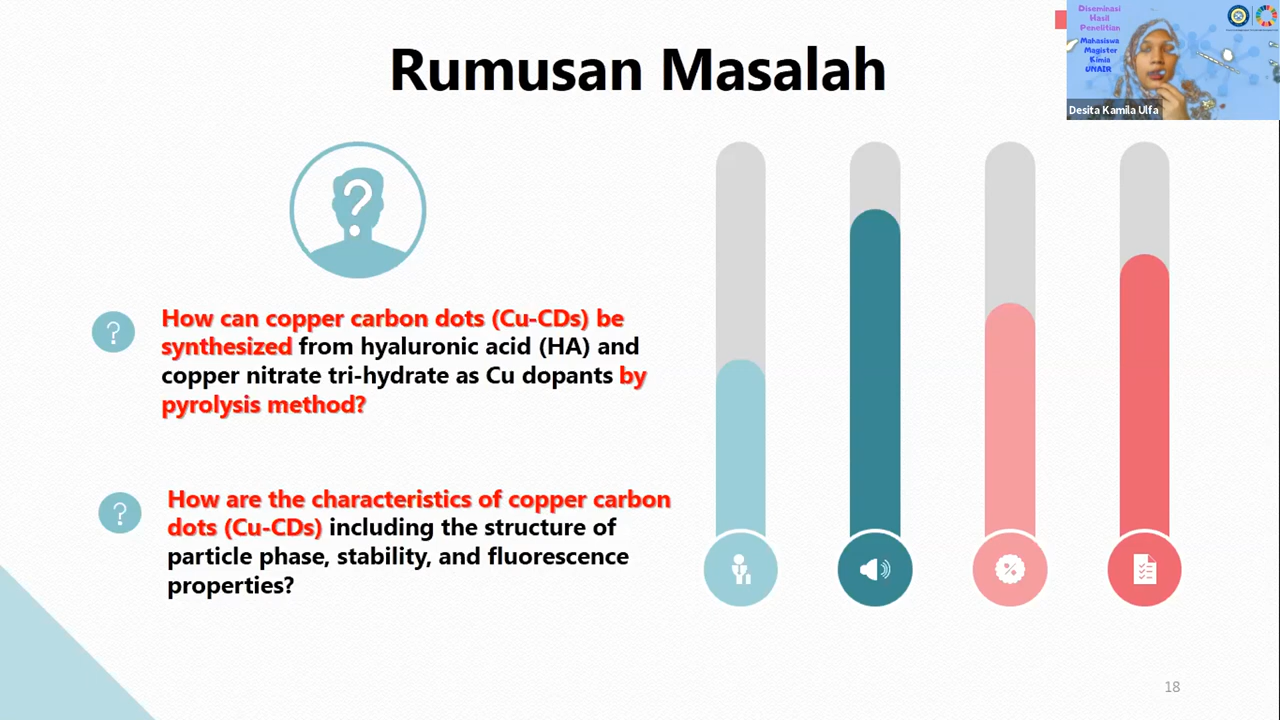 Rumusan Masalah
Diseminasi
Hasil
Penelitian
Mahasiswa
Magister
Kimia
UNAIR
Desita Kamila Ulfa
?
? How can copper carbon dots (Cu-CDs) be
synthesized from hyaluronic acid (HA) and
copper nitrate tri-hydrate as Cu dopants by
pyrolysis method?
? How are the characteristics of copper carbon
dots (Cu-CDs) including the structure of
particle phase, stability, and fluorescence
properties?
%
18